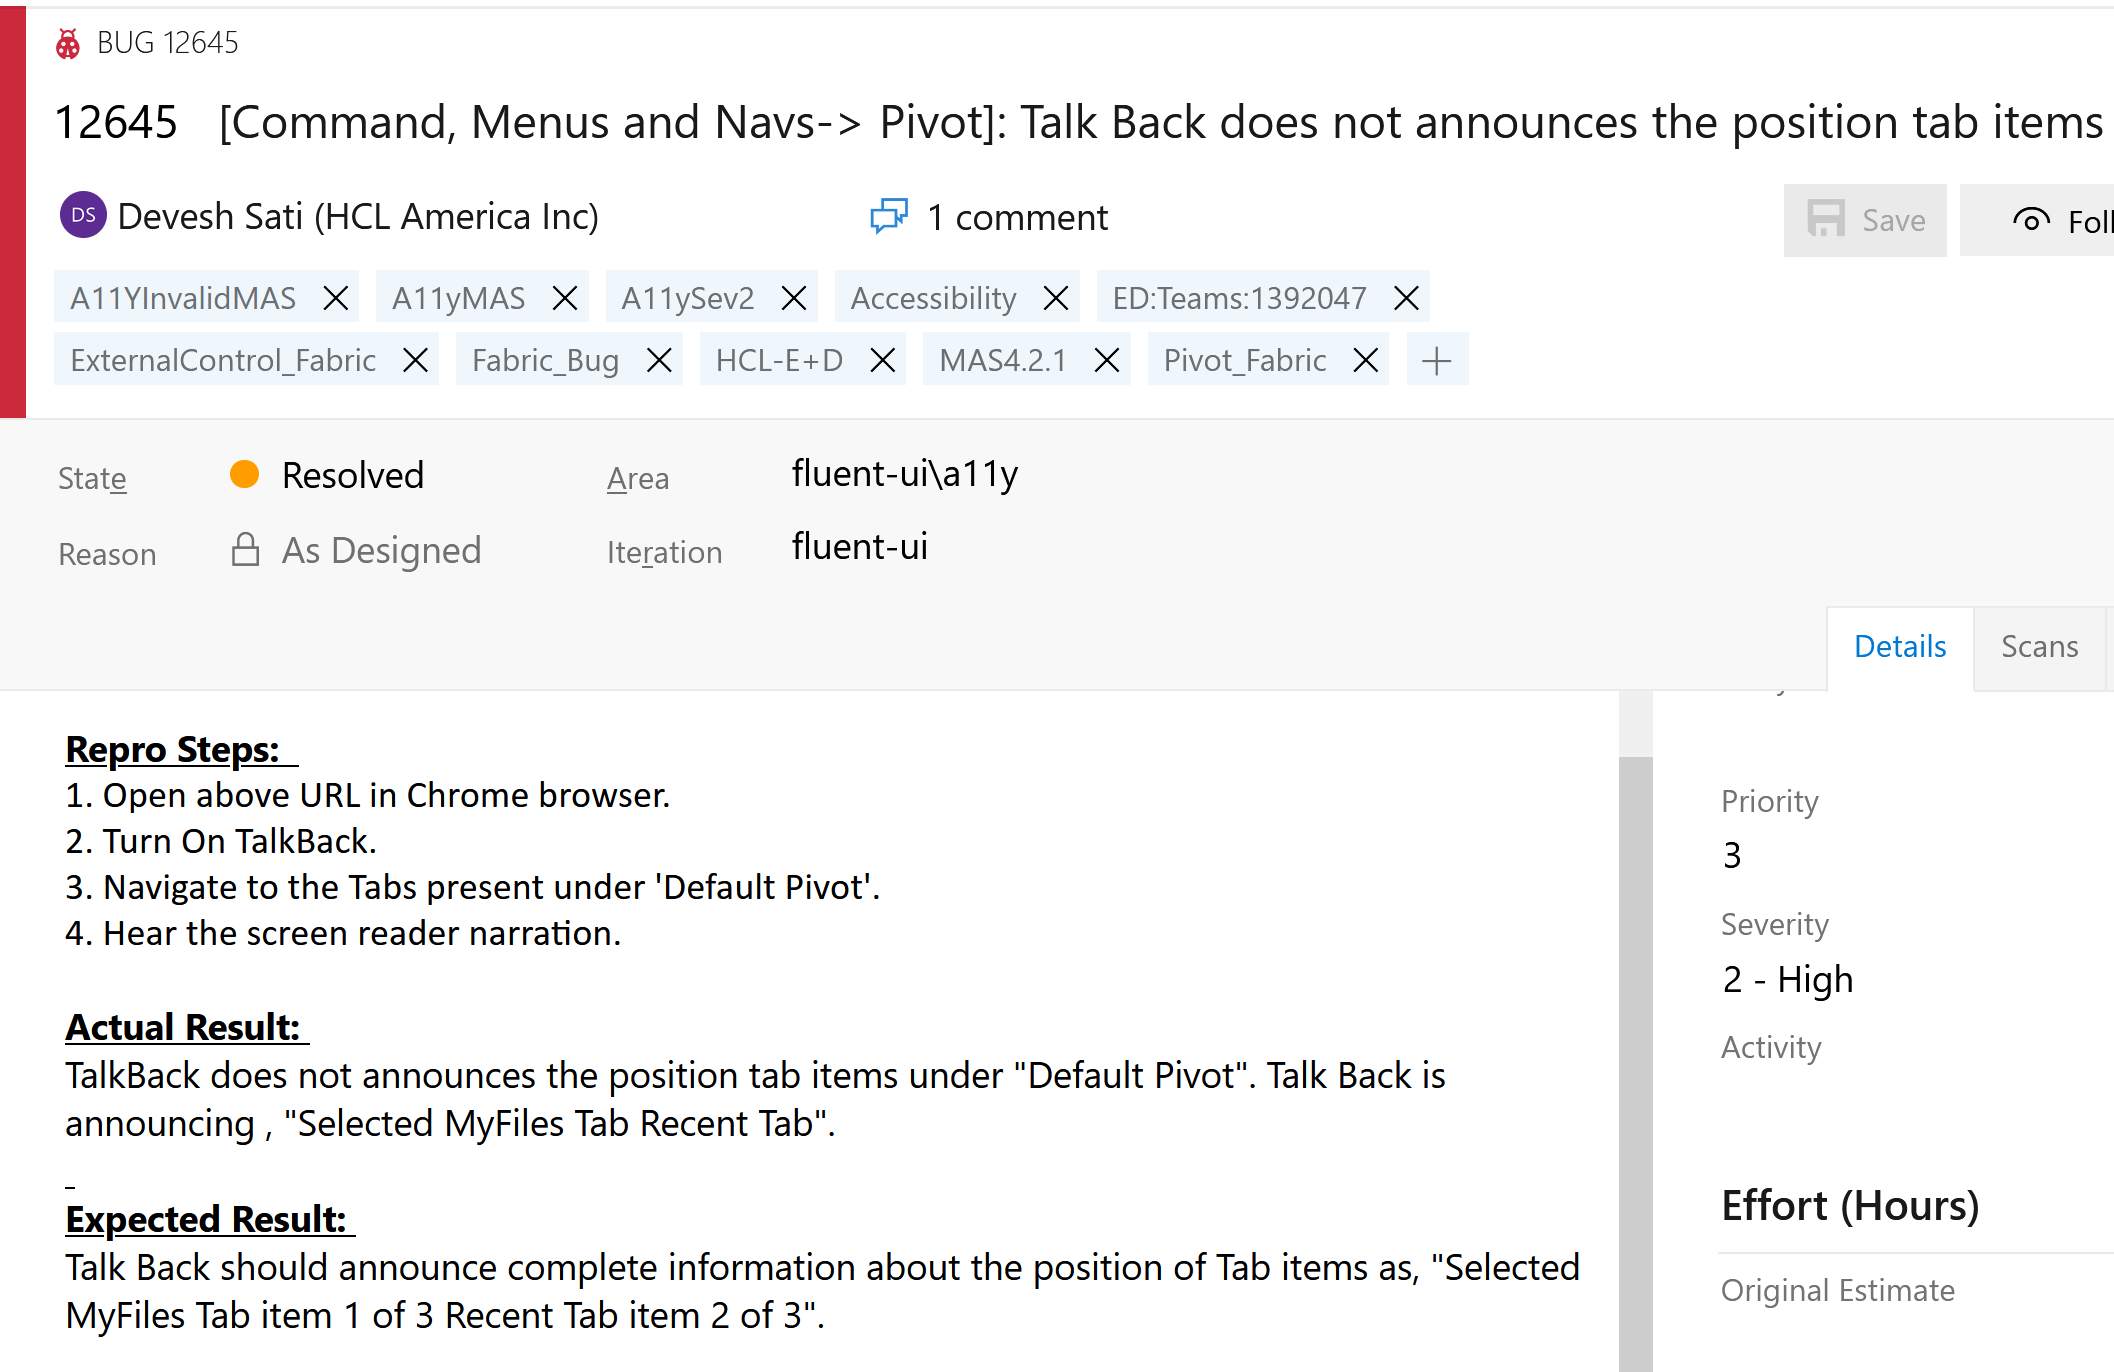 BUG 12645
12645 [Command, Menus and Navs-> Pivot]: Talk Back does not announces the position tab items
DS Devesh Sati (HCL America Inc) 1 comment Save Foll
A11YInvalidMAS A11yMAS A11ySev2 Accessibility ED:Teams:1392047
ExternalControl_Fabric Fabric_Bug HCL-E+D MAS4.2.1 Pivot_Fabric
State Resolved Area fluent-ui\a11y
Reason As Designed Iteration fluent-ui
Details Scans
Repro Steps:
1. Open above URL in Chrome browser.
2. Turn On TalkBack.
3. Navigate to the Tabs present under 'Default Pivot'.
4. Hear the screen reader narration.
Actual Result:
TalkBack does not announces the position tab items under "Default Pivot". Talk Back is
announcing , "Selected MyFiles Tab Recent Tab".
Expected Result:
Talk Back should announce complete information about the position of Tab items as, "Selected
MyFiles Tab item 1 of 3 Recent Tab item 2 of 3".
Priority
3
Severity
2 - High
Activity
Effort (Hours)
Original Estimate